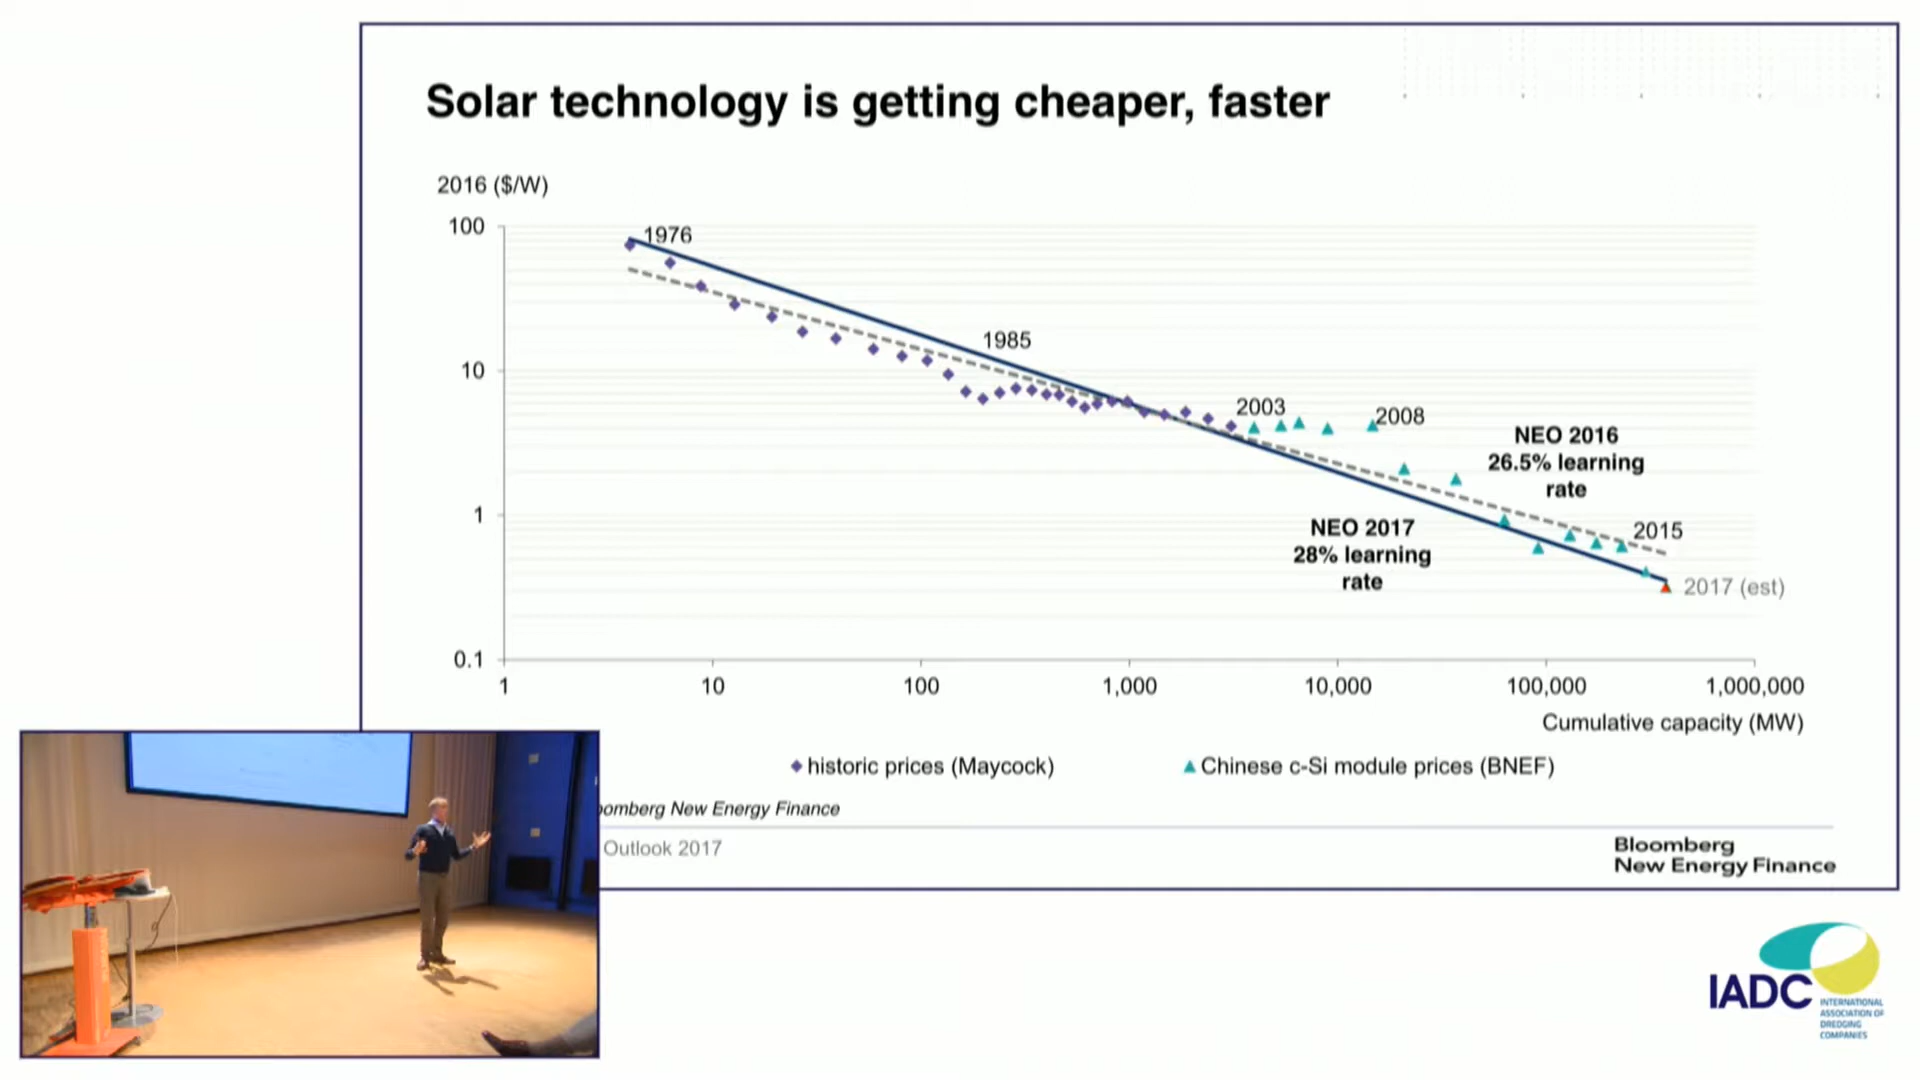 Solar technology is getting cheaper, faster
2016 ($/W)
100
10
1
0.1
1976
1985
2003
2008
NEO 2016
26.5% learning
rate
NEO 2017
28% learning
rate
2015
2017 (est)
1
10
100
1,000
10,000
100,000
1,000,000
Cumulative capacity (MW)
historic prices (Maycock)
Chinese c-Si module prices (BNEF)
New Energy Finance
Outlook 2017
Bloomberg
New Energy Finance
IADC
INTERNATIONAL
ASSOCIATION OF
DREDGING
COMPANIES